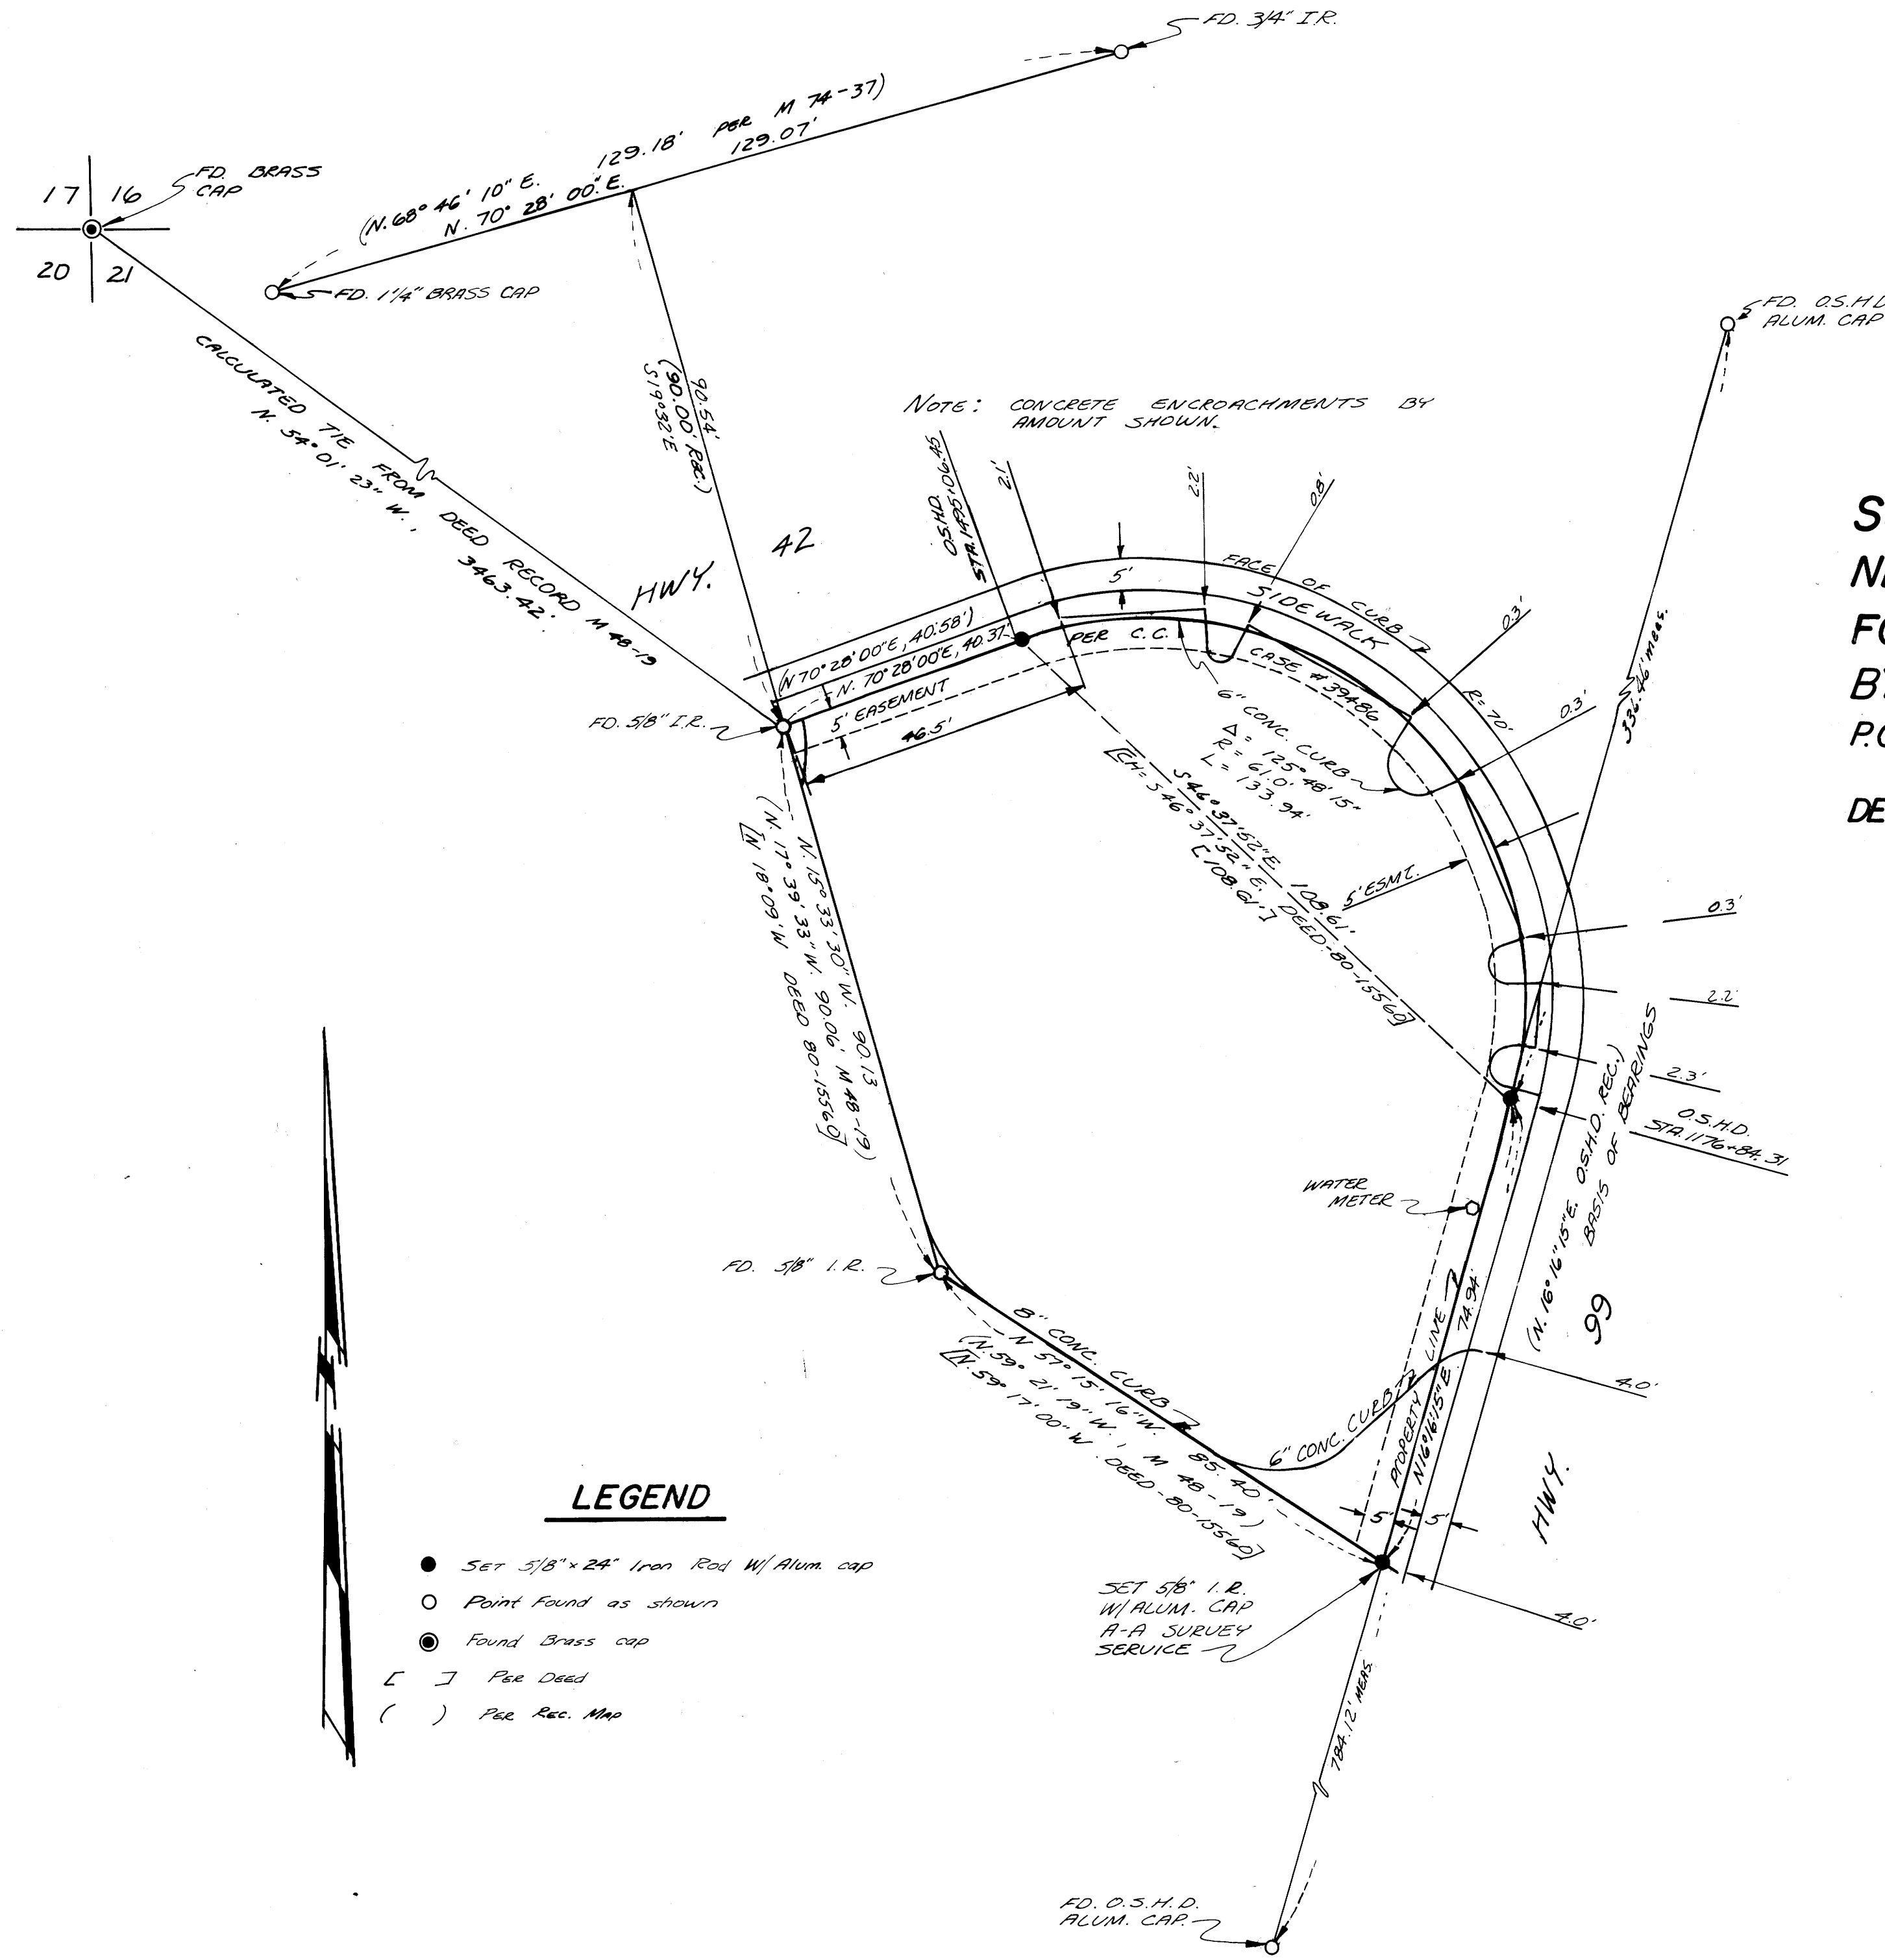 FD. 3/4" I.R.
129.18' PER M 74-37)
129.07'
(N.68° 46' 10" E.
N. 70° 28' 00" E.
FD. BRASS
CAP
17 16
20 21
FD. 1 1/4" BRASS CAP
CALCULATED TIE FROM DEED RECORD M 48-19
N. 54° 01' 23" W., 3463.42'
90.54'
(90.00' REC.)
S19°32'E
FD. O.S.H.D
ALUM. CAP
NOTE: CONCRETE ENCROACHMENTS BY
AMOUNT SHOWN.
O.S.HD.
STA.1495+06.45
2.1'
2.2'
0.8'
HWY. 42
5'
FACE OF CURB
SIDEWALK
0.3'
336.46' meas.
(N 70° 28' 00"E, 40.58')
N. 70° 28' 00"E, 40.37'
PER C.C. CASE #39486
R=70'
0.3'
5' EASEMENT
46.5'
FD. 5/8" I.R.
6" CONC. CURB
Δ = 125° 48' 15"
R = 61.0'
L = 133.94'
S46° 37' 52" E. 108.61'
[CH= S46° 37' 52" E. DEED-80-15560]
[108.61']
5' ESMT.
0.3'
2.2'
2.3'
O.S.H.D.
STA.1176+84.31
N. 15° 33' 30" W. 90.13
(N. 17° 39' 33" W. 90.06', M 48-19)
[N 18° 09' W DEED 80-15560]
WATER
METER
(N. 16° 16' 15" E. O.S.H.D. REC.)
BASIS OF BEARINGS
HWY. 99
FD. 5/8" I.R.
8" CONC. CURB
N 57° 15' 16" W. 85.40'
(N.59° 21' 19" W., M 48-19)
[N.59° 17' 00" W. DEED-80-15560]
6" CONC. CURB
PROPERTY LINE
N16°16'15"E. 74.94'
4.0'
5' 5'
4.0'
SET 5/8" I.R.
W/ALUM. CAP
A-A SURVEY
SERVICE
784.12' MEAS.
FD. O.S.H.D.
ALUM. CAP.
N
LEGEND
SET 5/8" x 24" Iron Rod W/ Alum. cap
Point Found as shown
Found Brass cap
[ ] PER DEED
( ) PER REC. MAP
S
N
FO
BY
P.O
DE